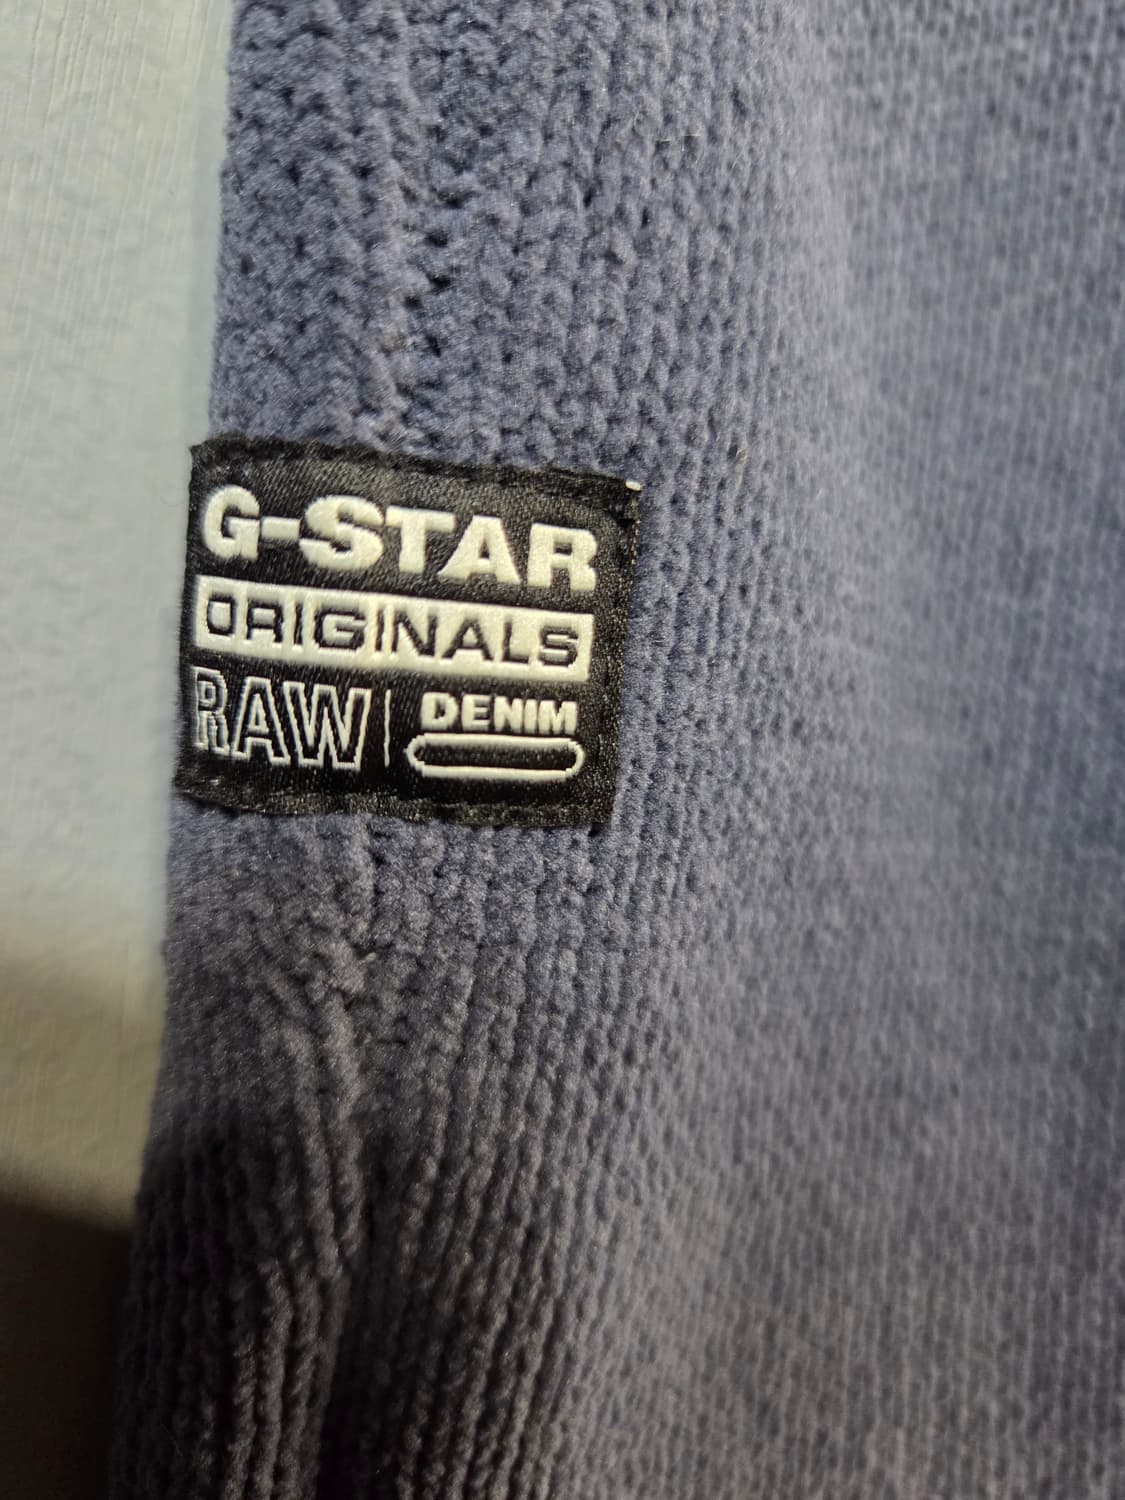 G-STAR
ORIGINALS
RAW | DENIM